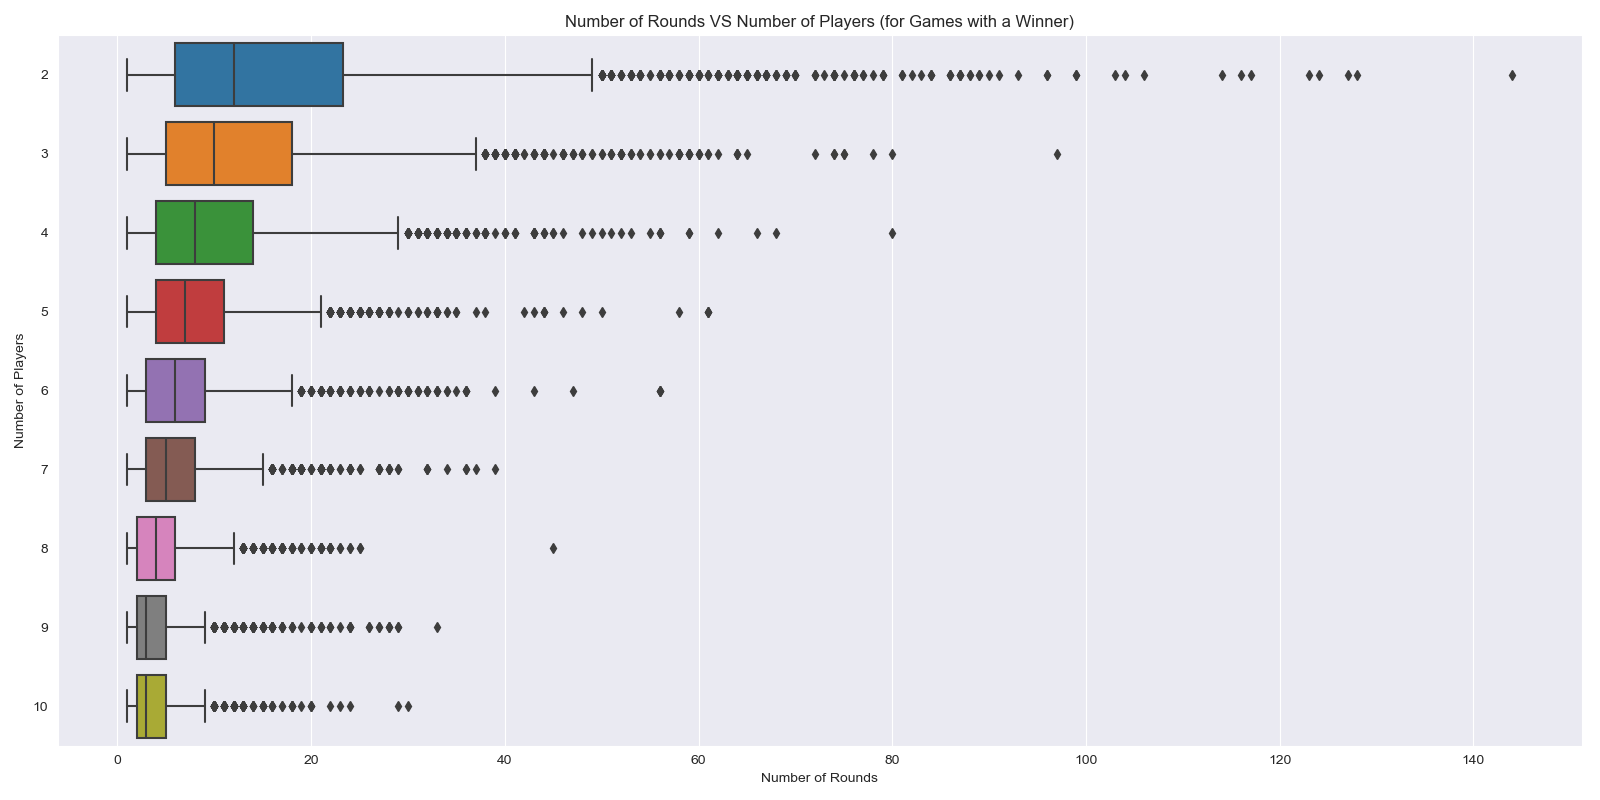 Number of Rounds VS Number of Players (for Games with a Winner)
Number of Players
2
3
4
5
6
7
8
9
10
0 20 40 60 80 100 120 140
Number of Rounds